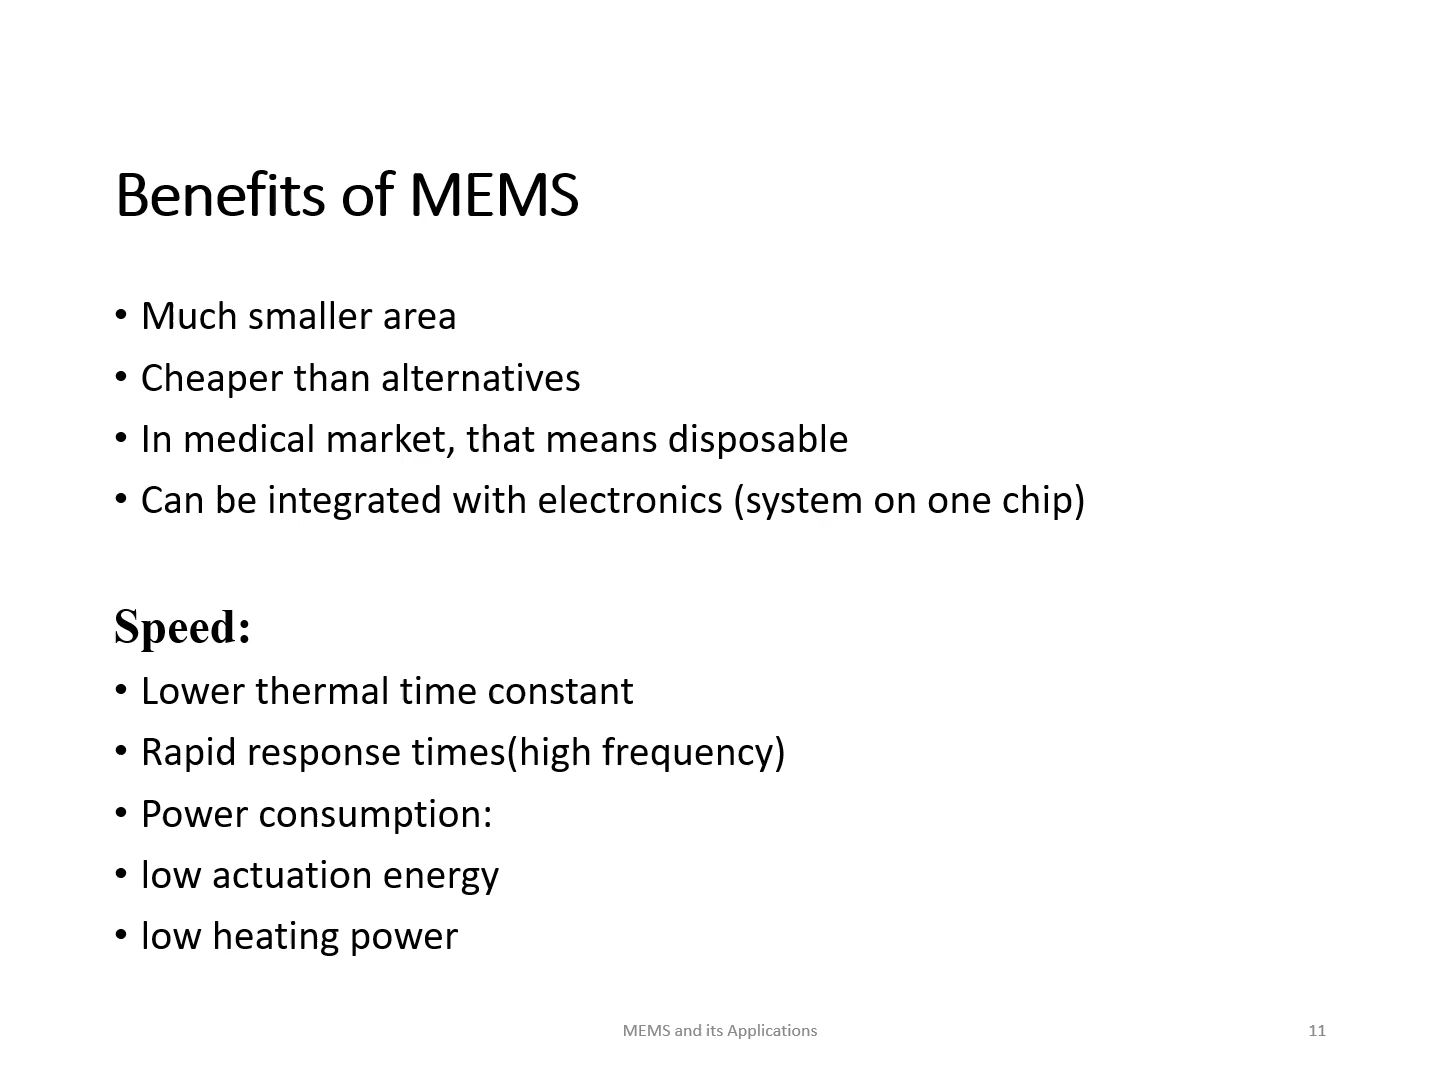 Benefits of MEMS
• Much smaller area
• Cheaper than alternatives
• In medical market, that means disposable
• Can be integrated with electronics (system on one chip)
Speed:
• Lower thermal time constant
• Rapid response times(high frequency)
• Power consumption:
• low actuation energy
• low heating power
MEMS and its Applications
11